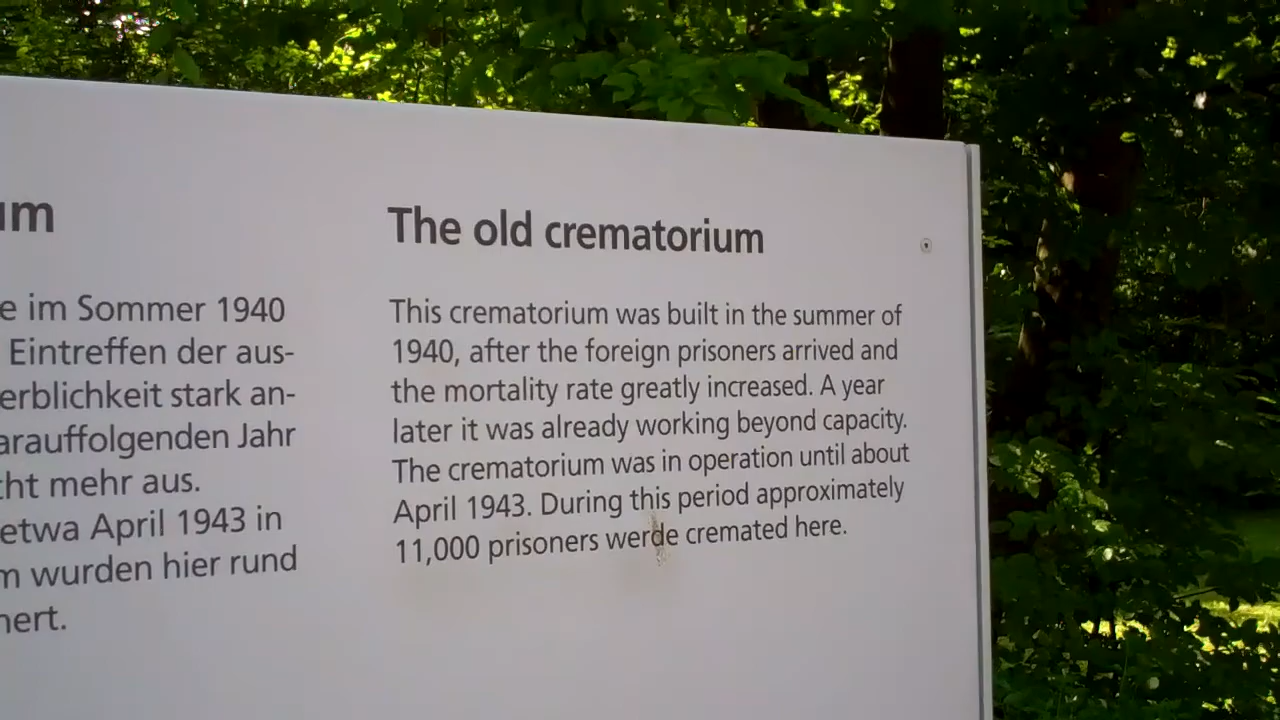 um
The old crematorium
e im Sommer 1940
Eintreffen der aus-
erblichkeit stark an-
arauffolgenden Jahr
cht mehr aus.
etwa April 1943 in
m wurden hier rund
nert.
This crematorium was built in the summer of
1940, after the foreign prisoners arrived and
the mortality rate greatly increased. A year
later it was already working beyond capacity.
The crematorium was in operation until about
April 1943. During this period approximately
11,000 prisoners werde cremated here.